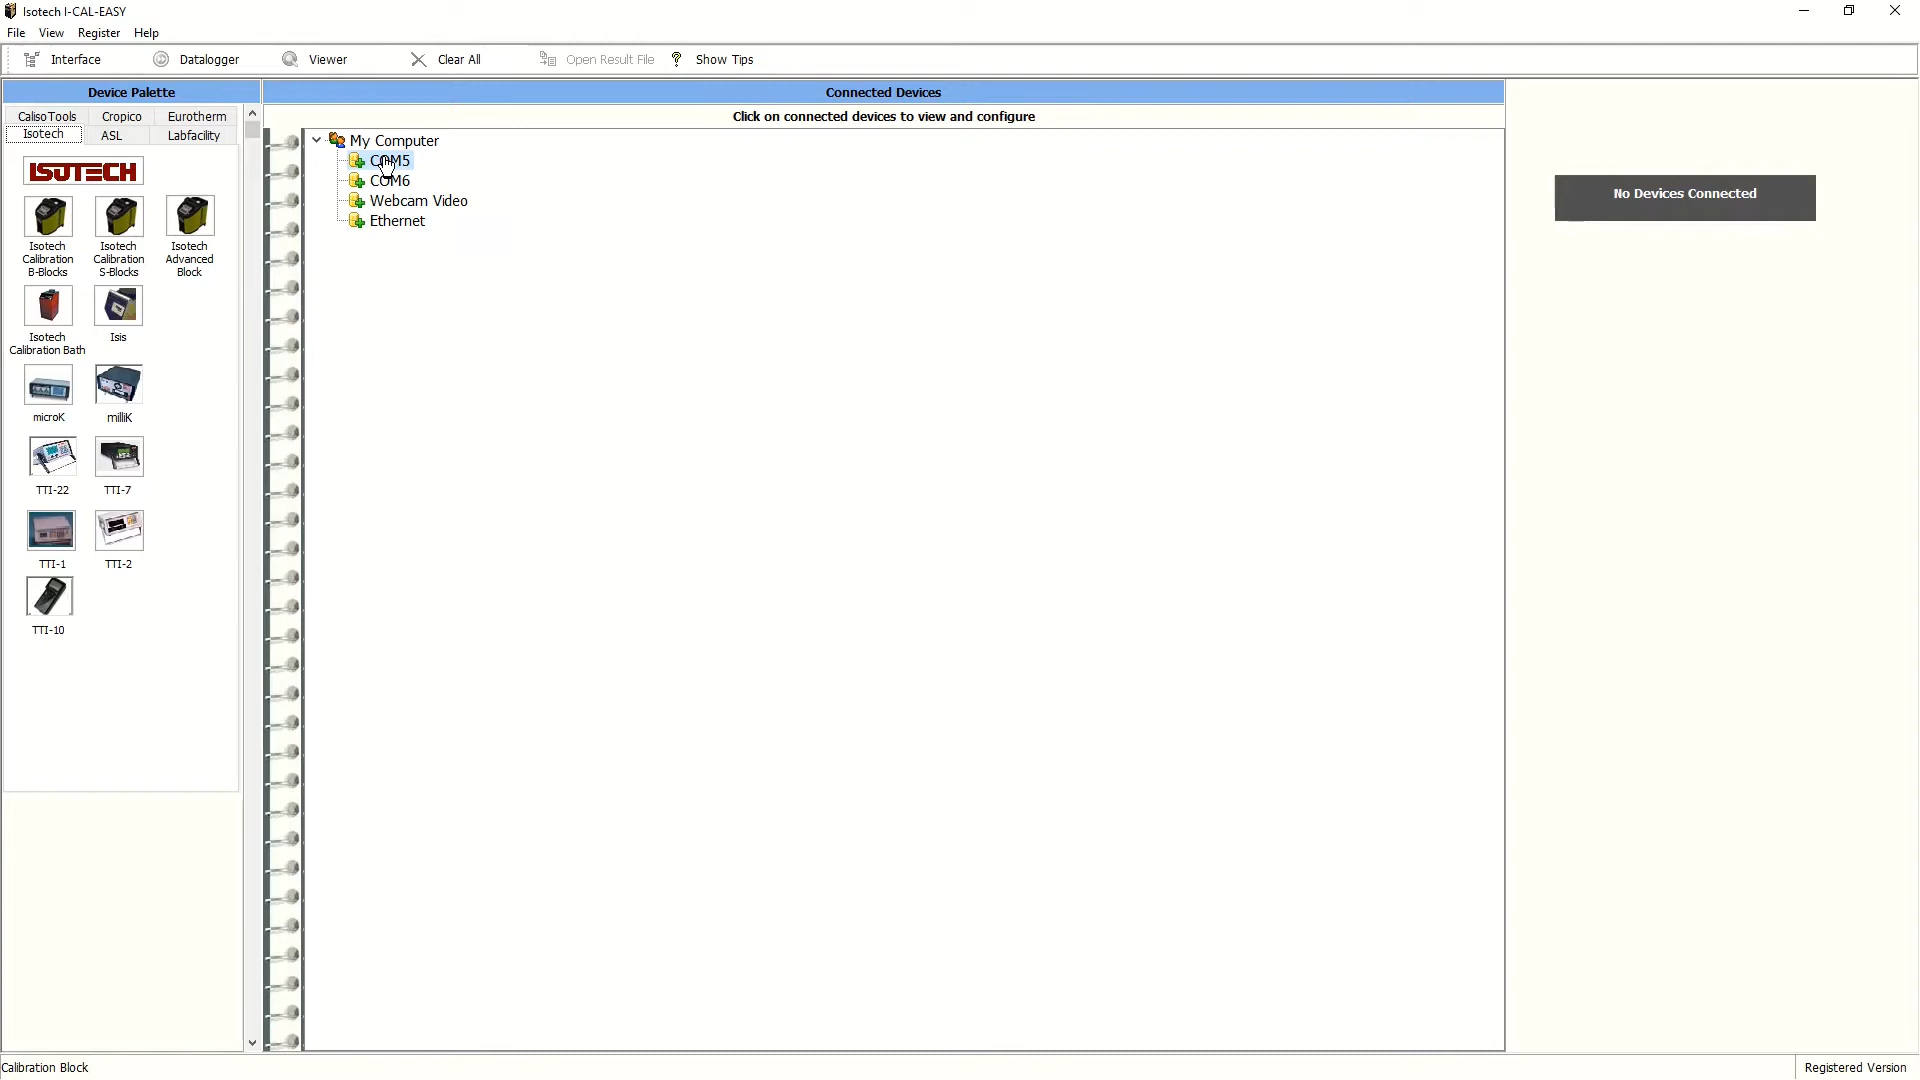 Isotech I-CAL-EASY
File View Register Help
Interface Datalogger Viewer Clear All Open Result File ? Show Tips
Device Palette
Connected Devices
Click on connected devices to view and configure
CalisoTools Cropico Eurotherm
Isotech ASL Labfacility
ISOTECH
Isotech Calibration B-Blocks
Isotech Calibration S-Blocks
Isotech Advanced Block
Isotech Calibration Bath
Isis
microK
milliK
TTI-22
TTI-7
TTI-1
TTI-2
TTI-10
My Computer
COM5
COM6
Webcam Video
Ethernet
No Devices Connected
Calibration Block
Registered Version